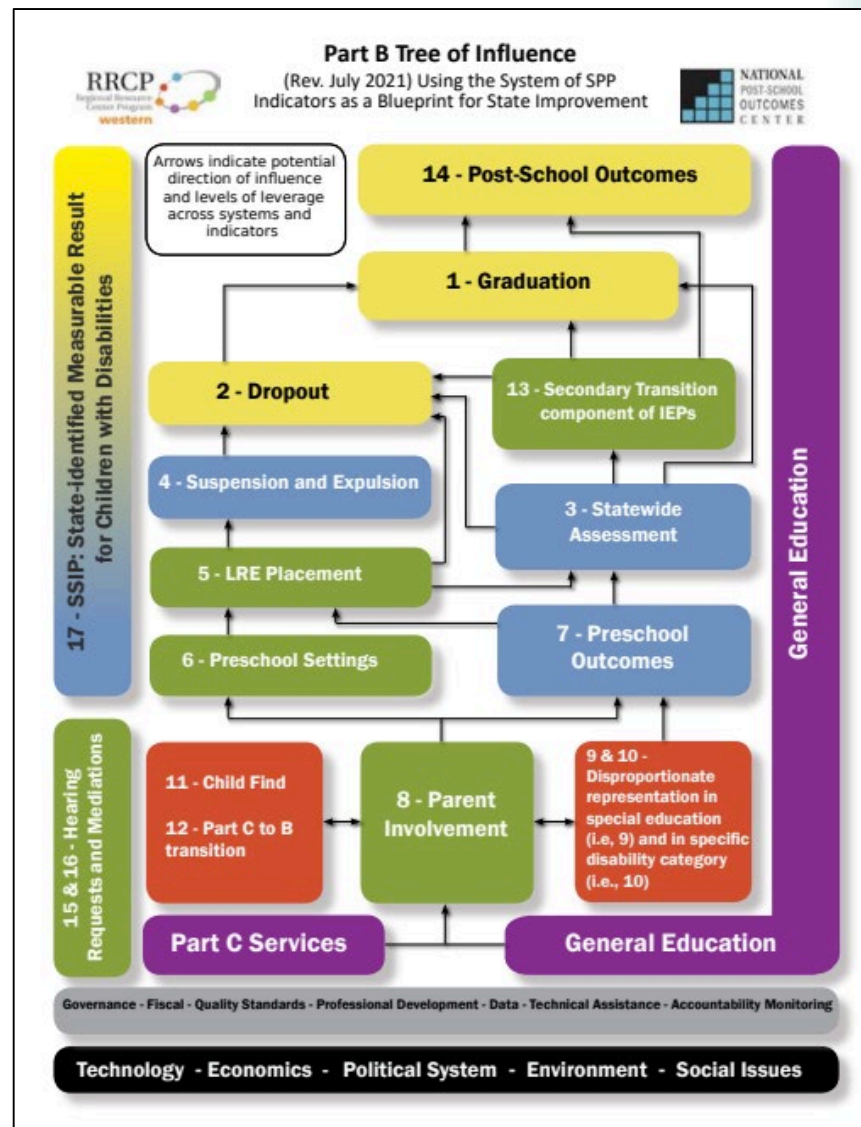 Part B Tree of Influence
(Rev. July 2021) Using the System of SPP
Indicators as a Blueprint for State Improvement
RRCP
Regional Resource
Center Program
western
NATIONAL
POST-SCHOOL
OUTCOMES
CENTER
Arrows indicate potential
direction of influence
and levels of leverage
across systems and
indicators
14 - Post-School Outcomes
1 - Graduation
2 - Dropout
13 - Secondary Transition
component of IEPs
4 - Suspension and Expulsion
3 - Statewide
Assessment
5 - LRE Placement
7 - Preschool
Outcomes
6 - Preschool Settings
17 - SSIP: State-identified Measurable Result
for Children with Disabilities
General Education
15 & 16 - Hearing
Requests and Mediations
11 - Child Find
12 - Part C to B
transition
8 - Parent
Involvement
9 & 10 -
Disproportionate
representation in
special education
(i.e, 9) and in specific
disability category
(i.e., 10)
Part C Services
General Education
Governance - Fiscal - Quality Standards - Professional Development - Data - Technical Assistance - Accountability Monitoring
Technology - Economics - Political System - Environment - Social Issues